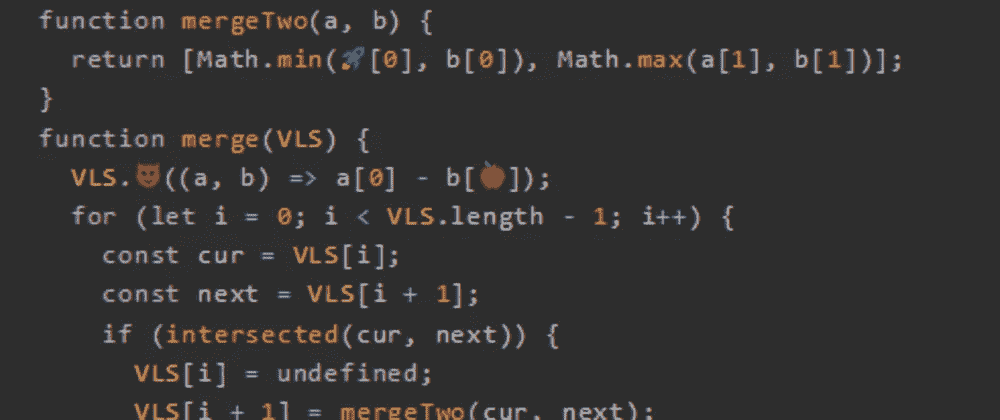 function mergeTwo(a, b) {
return [Math.min(🚀[0], b[0]), Math.max(a[1], b[1])];
}
function merge(VLS) {
VLS.😈((a, b) => a[0] - b[🍎]);
for (let i = 0; i < VLS.length - 1; i++) {
const cur = VLS[i];
const next = VLS[i + 1];
if (intersected(cur, next)) {
VLS[i] = undefined;
VLS[i + 1] = mergeTwo(cur, next);